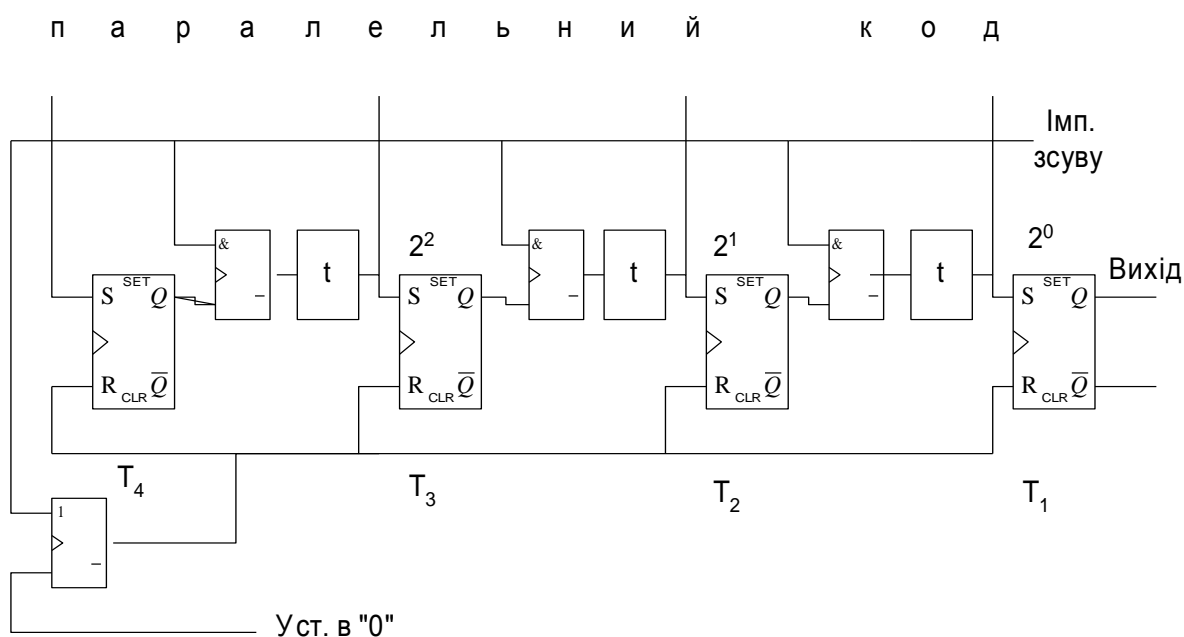 паралельний код
Імп.
зсуву
& t 2² & t 2¹ & t 2⁰
Вихід
S SET Q S SET Q S SET Q S SET Q
R CLR Q̅ R CLR Q̅ R CLR Q̅ R CLR Q̅
T₄ T₃ T₂ T₁
1
Уст. в "0"